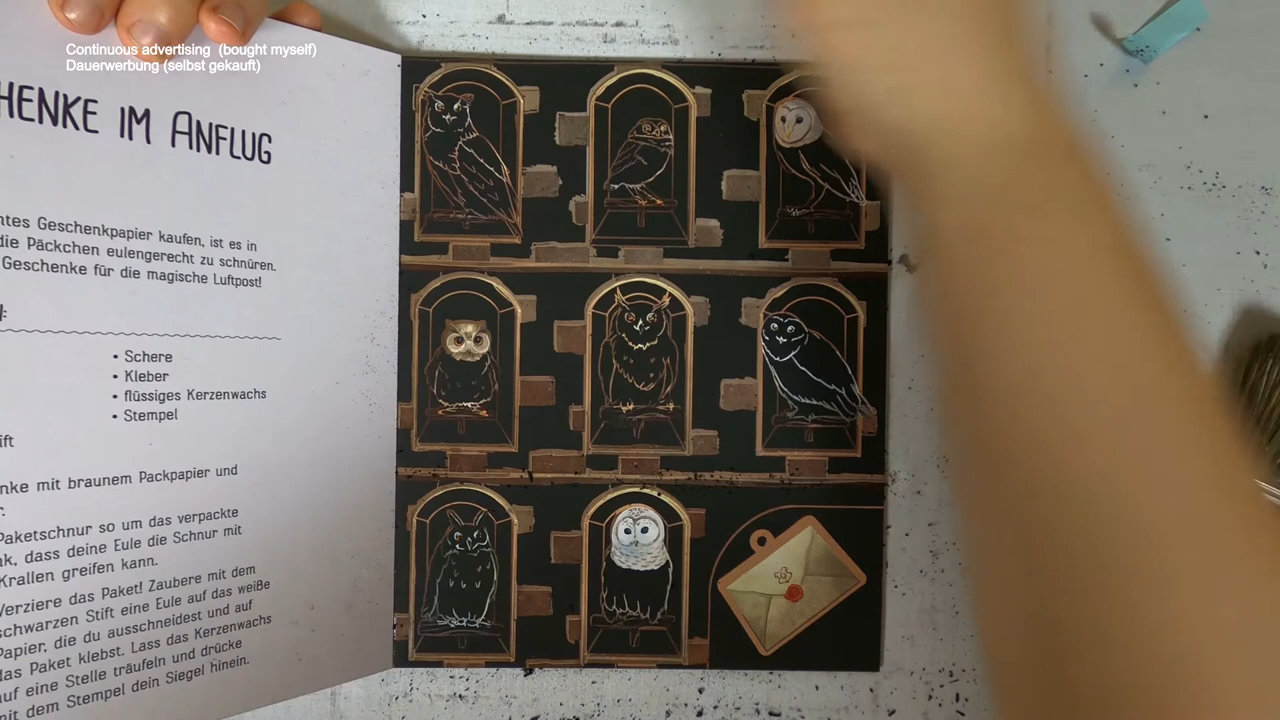 Continuous advertising (bought myself)
Dauerwerbung (selbst gekauft)
HENKE IM ANFLUG
ntes Geschenkpapier kaufen, ist es in
die Päckchen eulengerecht zu schnüren.
Geschenke für die magische Luftpost!
• Schere
• Kleber
• flüssiges Kerzenwachs
• Stempel
ift
nke mit braunem Packpapier und
r.
Paketschnur so um das verpackte
nk, dass deine Eule die Schnur mit
Krallen greifen kann.
Verziere das Paket! Zaubere mit dem
schwarzen Stift eine Eule auf das weiße
Papier, die du ausschneidest und auf
das Paket klebst. Lass das Kerzenwachs
auf eine Stelle träufeln und drücke
mit dem Stempel dein Siegel hinein.